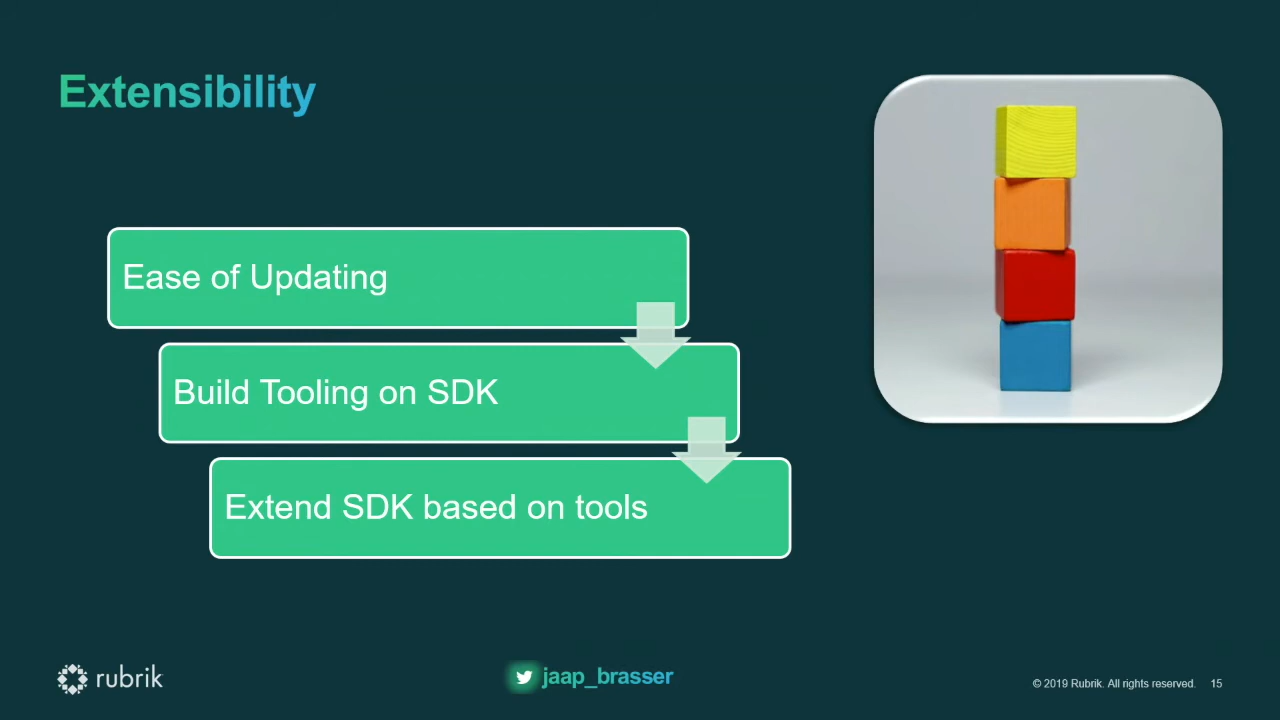 Extensibility
Ease of Updating
Build Tooling on SDK
Extend SDK based on tools
rubrik
jaap_brasser
© 2019 Rubrik. All rights reserved. 15